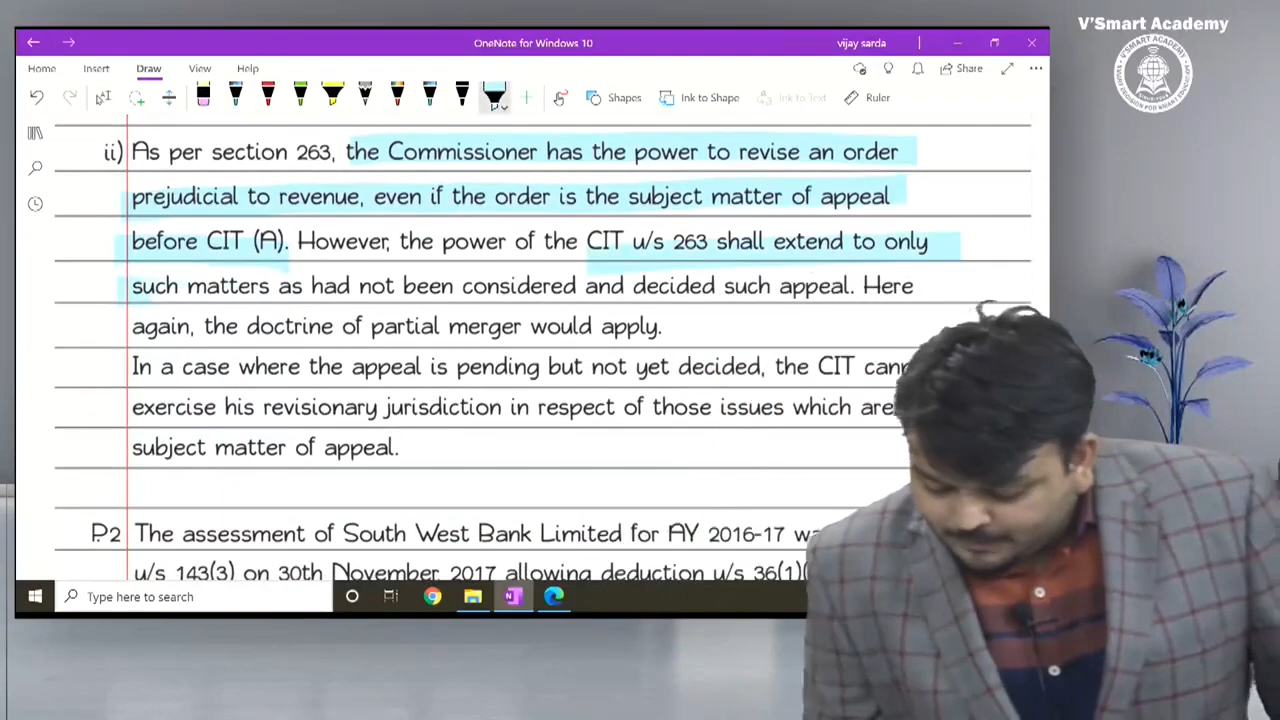 V'Smart Academy
OneNote for Windows 10
vijay sarda
Home Insert Draw View Help
Share
Shapes Ink to Shape Ink to Text Ruler
ii) As per section 263, the Commissioner has the power to revise an order
prejudicial to revenue, even if the order is the subject matter of appeal
before CIT (A). However, the power of the CIT u/s 263 shall extend to only
such matters as had not been considered and decided such appeal. Here
again, the doctrine of partial merger would apply.
In a case where the appeal is pending but not yet decided, the CIT
exercise his revisionary jurisdiction in respect of those issues which are
subject matter of appeal.
P2 The assessment of South West Bank Limited for AY 2016-17
u/s 143(3) on 30th November 2017 allowing deduction u/s 36(1)(
Type here to search